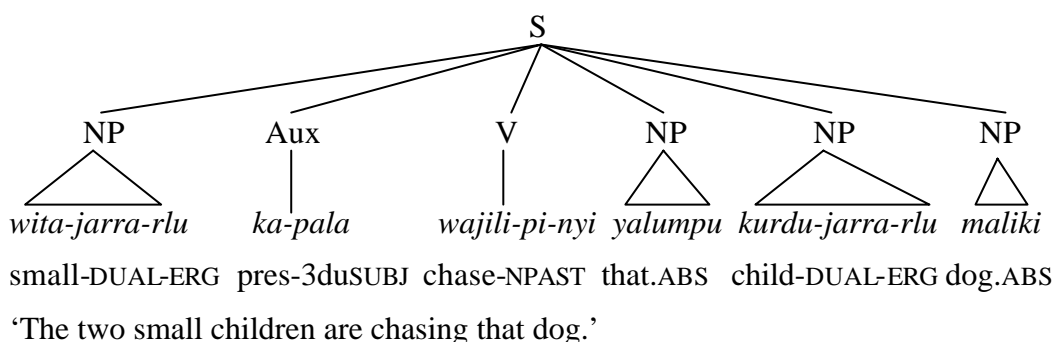 S
NP Aux V NP NP NP
wita-jarra-rlu ka-pala wajili-pi-nyi yalumpu kurdu-jarra-rlu maliki
small-DUAL-ERG pres-3duSUBJ chase-NPAST that.ABS child-DUAL-ERG dog.ABS
‘The two small children are chasing that dog.’